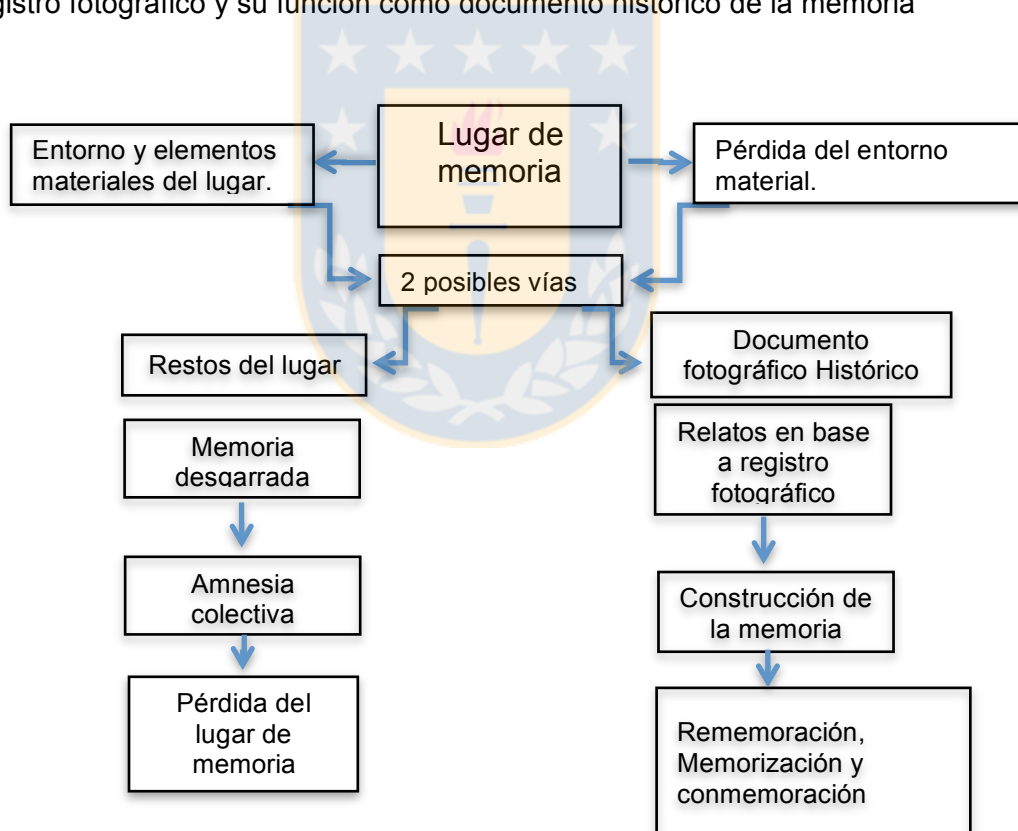 gistro fotográfico y su función como documento histórico de la memoria
Lugar de
memoria
Entorno y elementos
materiales del lugar.
Pérdida del entorno
material.
2 posibles vías
Restos del lugar
Documento
fotográfico Histórico
Memoria
desgarrada
Relatos en base
a registro
fotográfico
Amnesia
colectiva
Construcción de
la memoria
Pérdida del
lugar de
memoria
Rememoración,
Memorización y
conmemoración